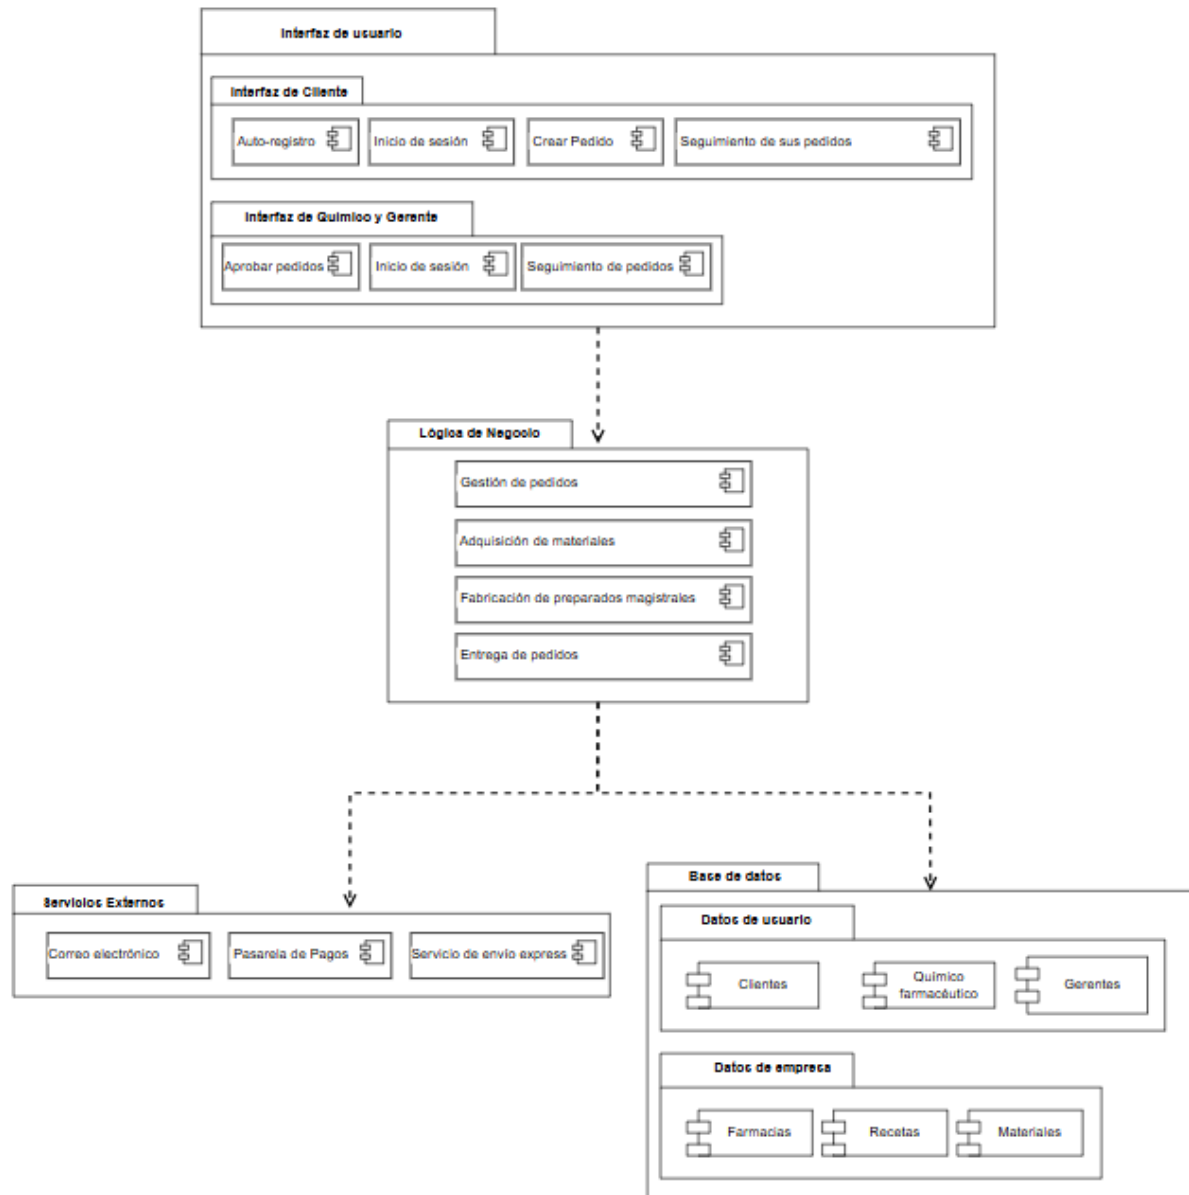 Interfaz de usuario
Interfaz de Cliente
Auto-registro
Inicio de sesión
Crear Pedido
Seguimiento de sus pedidos
Interfaz de Químico y Gerente
Aprobar pedidos
Inicio de sesión
Seguimiento de pedidos
Lógica de Negocio
Gestión de pedidos
Adquisición de materiales
Fabricación de preparados magistrales
Entrega de pedidos
Servicios Externos
Correo electrónico
Pasarela de Pagos
Servicio de envío express
Base de datos
Datos de usuario
Clientes
Químico
farmacéutico
Gerentes
Datos de empresa
Farmacias
Recetas
Materiales